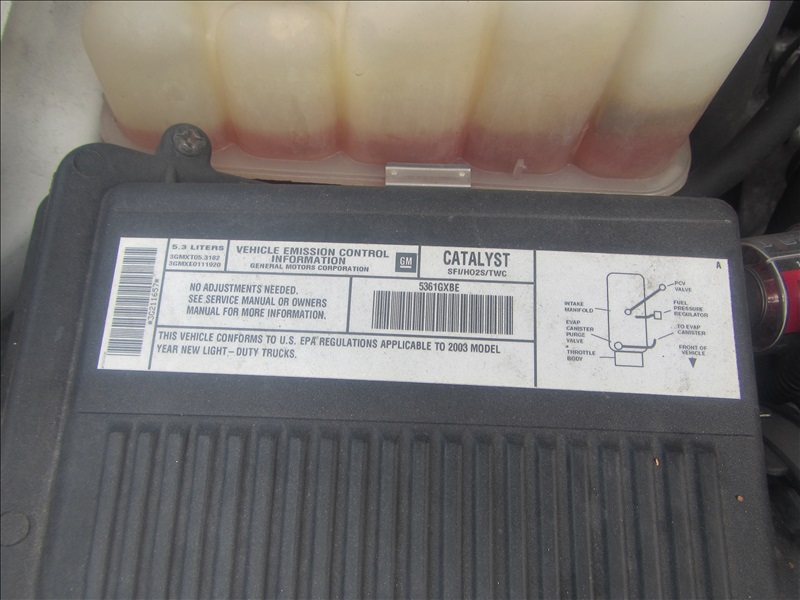 *3G211657*
5.3 LITERS
3GMXT05.3182
3GMXE0111920
VEHICLE EMISSION CONTROL
INFORMATION
GENERAL MOTORS CORPORATION
GM
CATALYST
SFI/HO2S/TWC
NO ADJUSTMENTS NEEDED.
SEE SERVICE MANUAL OR OWNERS
MANUAL FOR MORE INFORMATION.
5361GXBE
THIS VEHICLE CONFORMS TO U.S. EPA REGULATIONS APPLICABLE TO 2003 MODEL
YEAR NEW LIGHT-DUTY TRUCKS.
A
PCV
VALVE
INTAKE
MANIFOLD
FUEL
PRESSURE
REGULATOR
EVAP
CANISTER
PURGE
VALVE
TO EVAP
CANISTER
THROTTLE
BODY
FRONT OF
VEHICLE